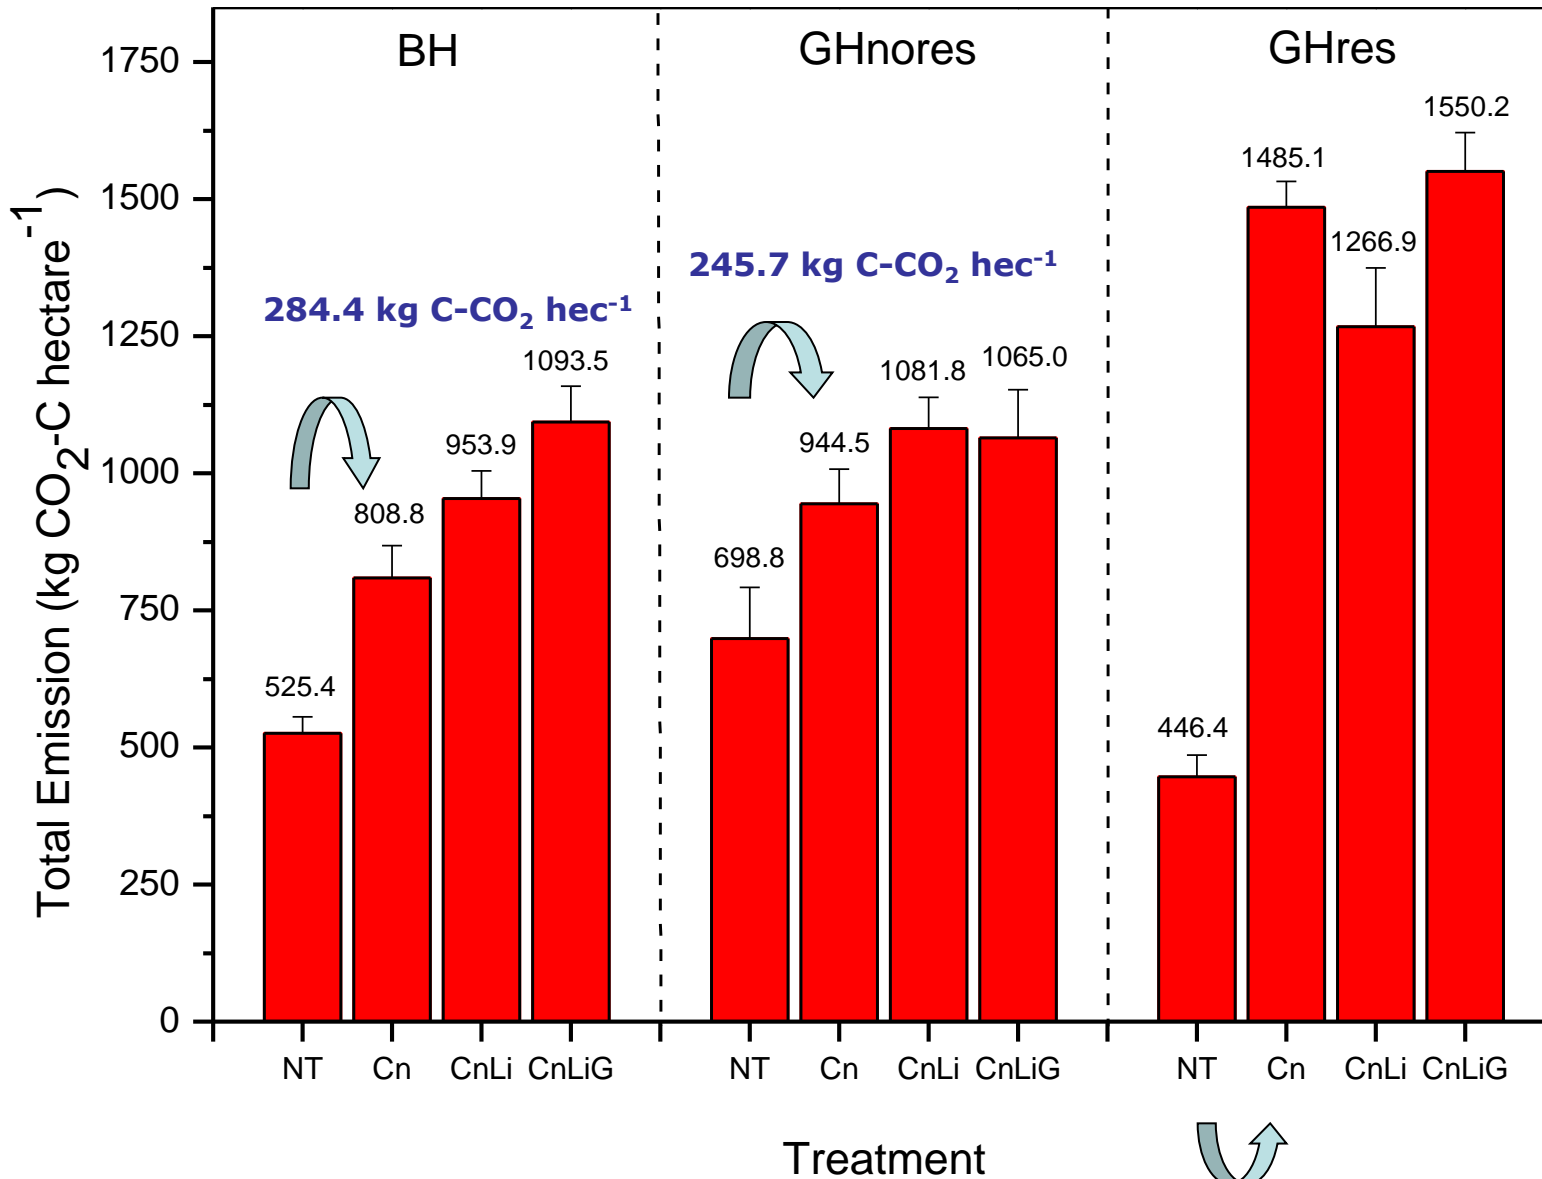 BH
GHnores
GHres
Total Emission (kg CO2-C hectare-1)
1750
1500
1250
1000
750
500
250
0
284.4 kg C-CO2 hec-1
245.7 kg C-CO2 hec-1
525.4
808.8
953.9
1093.5
698.8
944.5
1081.8
1065.0
446.4
1485.1
1266.9
1550.2
NT Cn CnLi CnLiG
NT Cn CnLi CnLiG
NT Cn CnLi CnLiG
Treatment